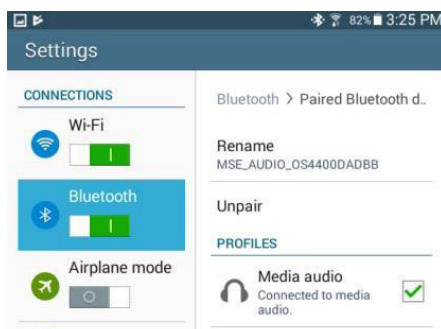 82% 3:25 PM
Settings
CONNECTIONS
Wi-Fi
Bluetooth
Airplane mode
Bluetooth > Paired Bluetooth d..
Rename
MSE_AUDIO_OS4400DADBB
Unpair
PROFILES
Media audio
Connected to media
audio.